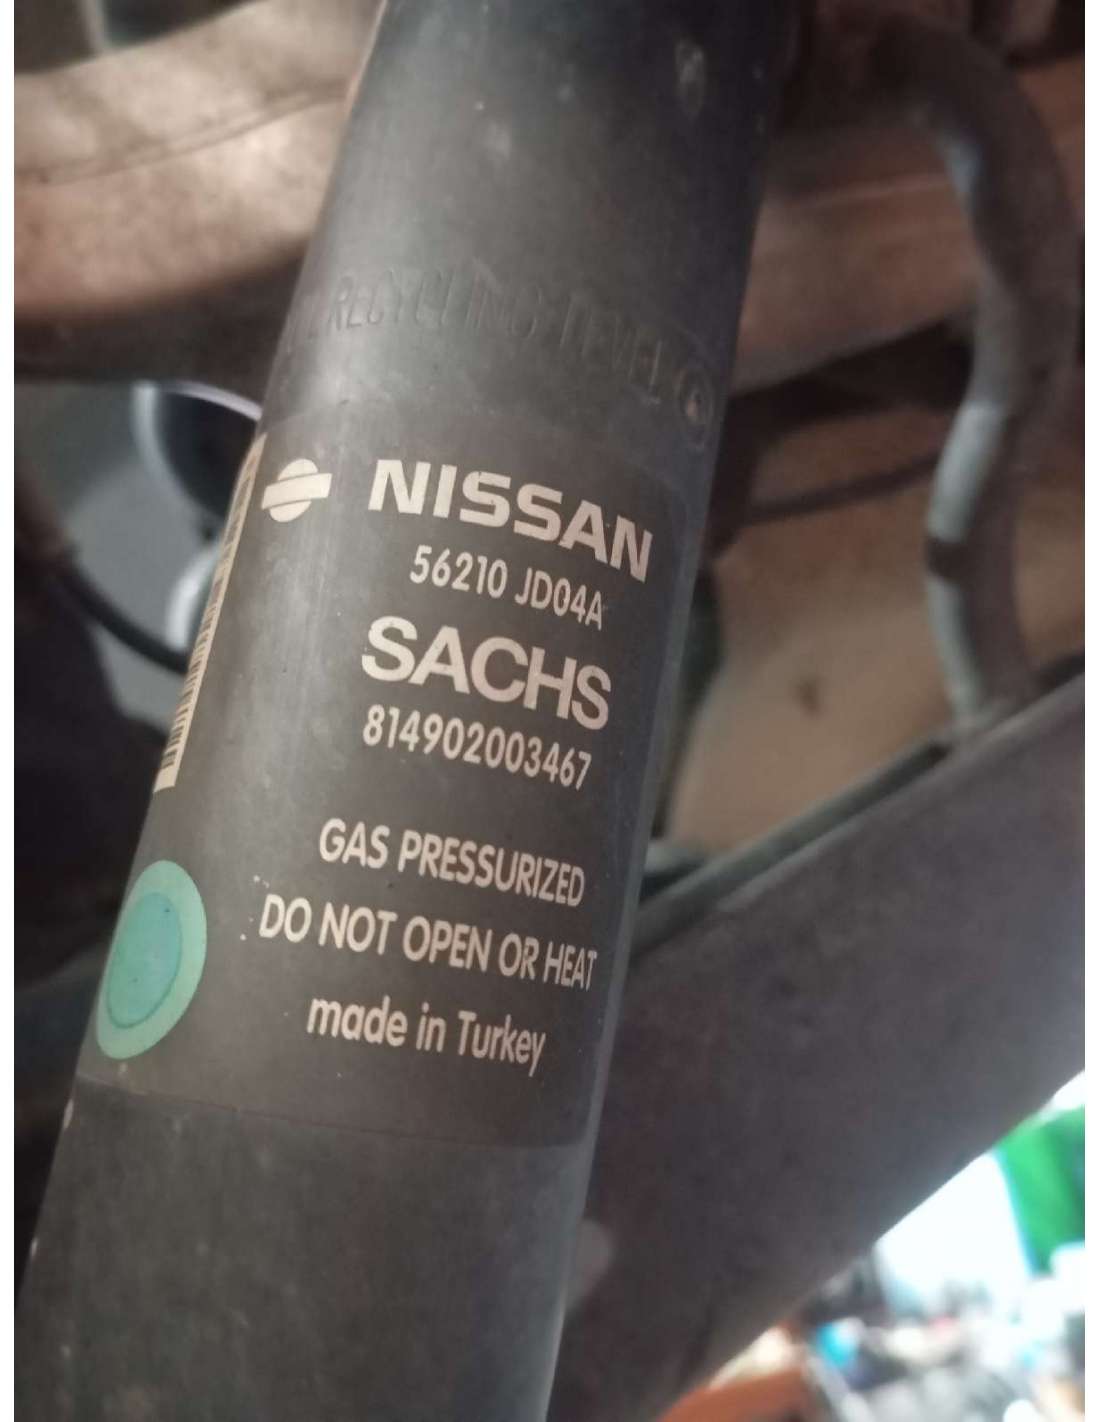 RECYCLING LEVEL
NISSAN
56210 JD04A
SACHS
814902003467
GAS PRESSURIZED
DO NOT OPEN OR HEAT
made in Turkey